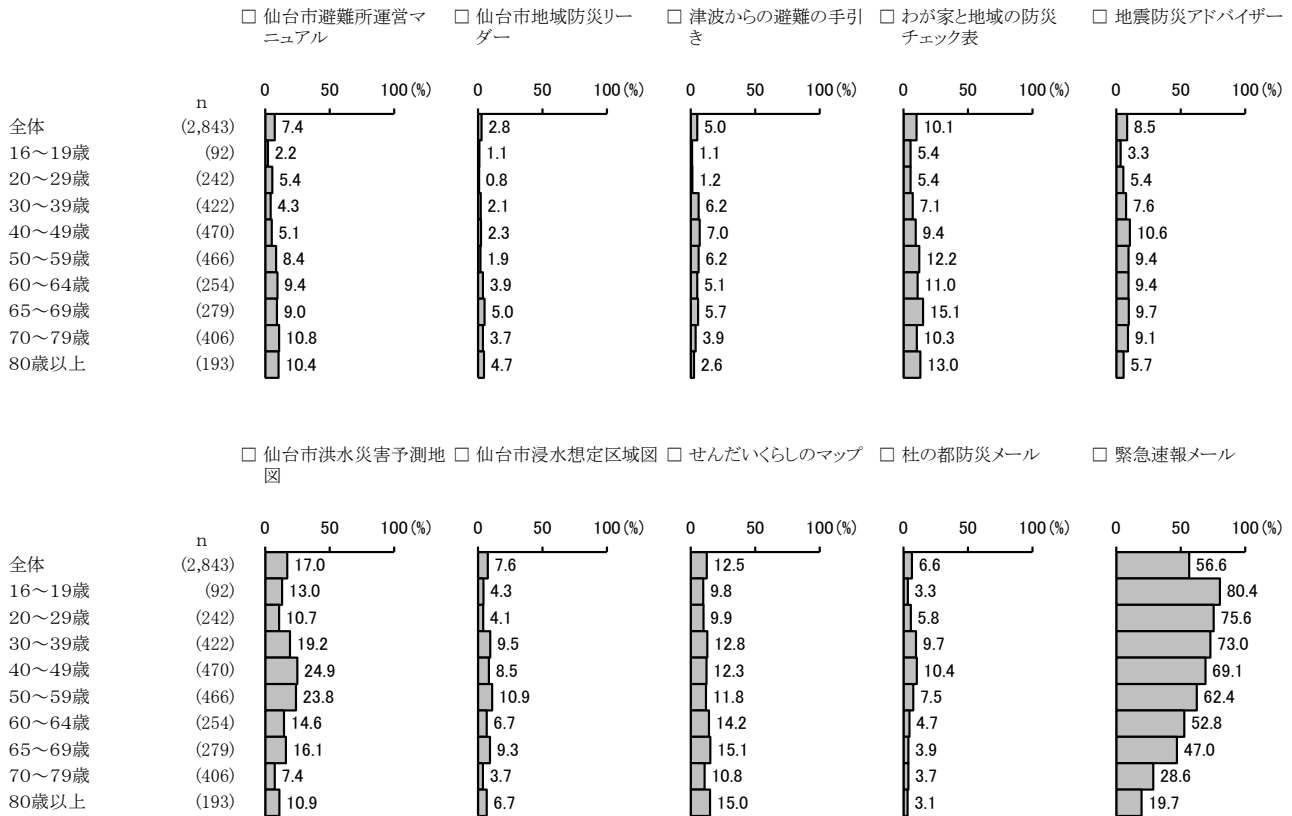 □ 仙台市避難所運営マ □ 仙台市地域防災リー □ 津波からの避難の手引 □ わが家と地域の防災 □ 地震防災アドバイザー
ニュアル ダー き チェック表
0 50 100(%) 0 50 100(%) 0 50 100(%) 0 50 100(%) 0 50 100(%)
n
全体 (2,843) 7.4 2.8 5.0 10.1 8.5
16～19歳 (92) 2.2 1.1 1.1 5.4 3.3
20～29歳 (242) 5.4 0.8 1.2 5.4 5.4
30～39歳 (422) 4.3 2.1 6.2 7.1 7.6
40～49歳 (470) 5.1 2.3 7.0 9.4 10.6
50～59歳 (466) 8.4 1.9 6.2 12.2 9.4
60～64歳 (254) 9.4 3.9 5.1 11.0 9.4
65～69歳 (279) 9.0 5.0 5.7 15.1 9.7
70～79歳 (406) 10.8 3.7 3.9 10.3 9.1
80歳以上 (193) 10.4 4.7 2.6 13.0 5.7
□ 仙台市洪水災害予測地 □ 仙台市浸水想定区域図 □ せんだいくらしのマップ □ 杜の都防災メール □ 緊急速報メール
図
0 50 100(%) 0 50 100(%) 0 50 100(%) 0 50 100(%) 0 50 100(%)
n
全体 (2,843) 17.0 7.6 12.5 6.6 56.6
16～19歳 (92) 13.0 4.3 9.8 3.3 80.4
20～29歳 (242) 10.7 4.1 9.9 5.8 75.6
30～39歳 (422) 19.2 9.5 12.8 9.7 73.0
40～49歳 (470) 24.9 8.5 12.3 10.4 69.1
50～59歳 (466) 23.8 10.9 11.8 7.5 62.4
60～64歳 (254) 14.6 6.7 14.2 4.7 52.8
65～69歳 (279) 16.1 9.3 15.1 3.9 47.0
70～79歳 (406) 7.4 3.7 10.8 3.7 28.6
80歳以上 (193) 10.9 6.7 15.0 3.1 19.7